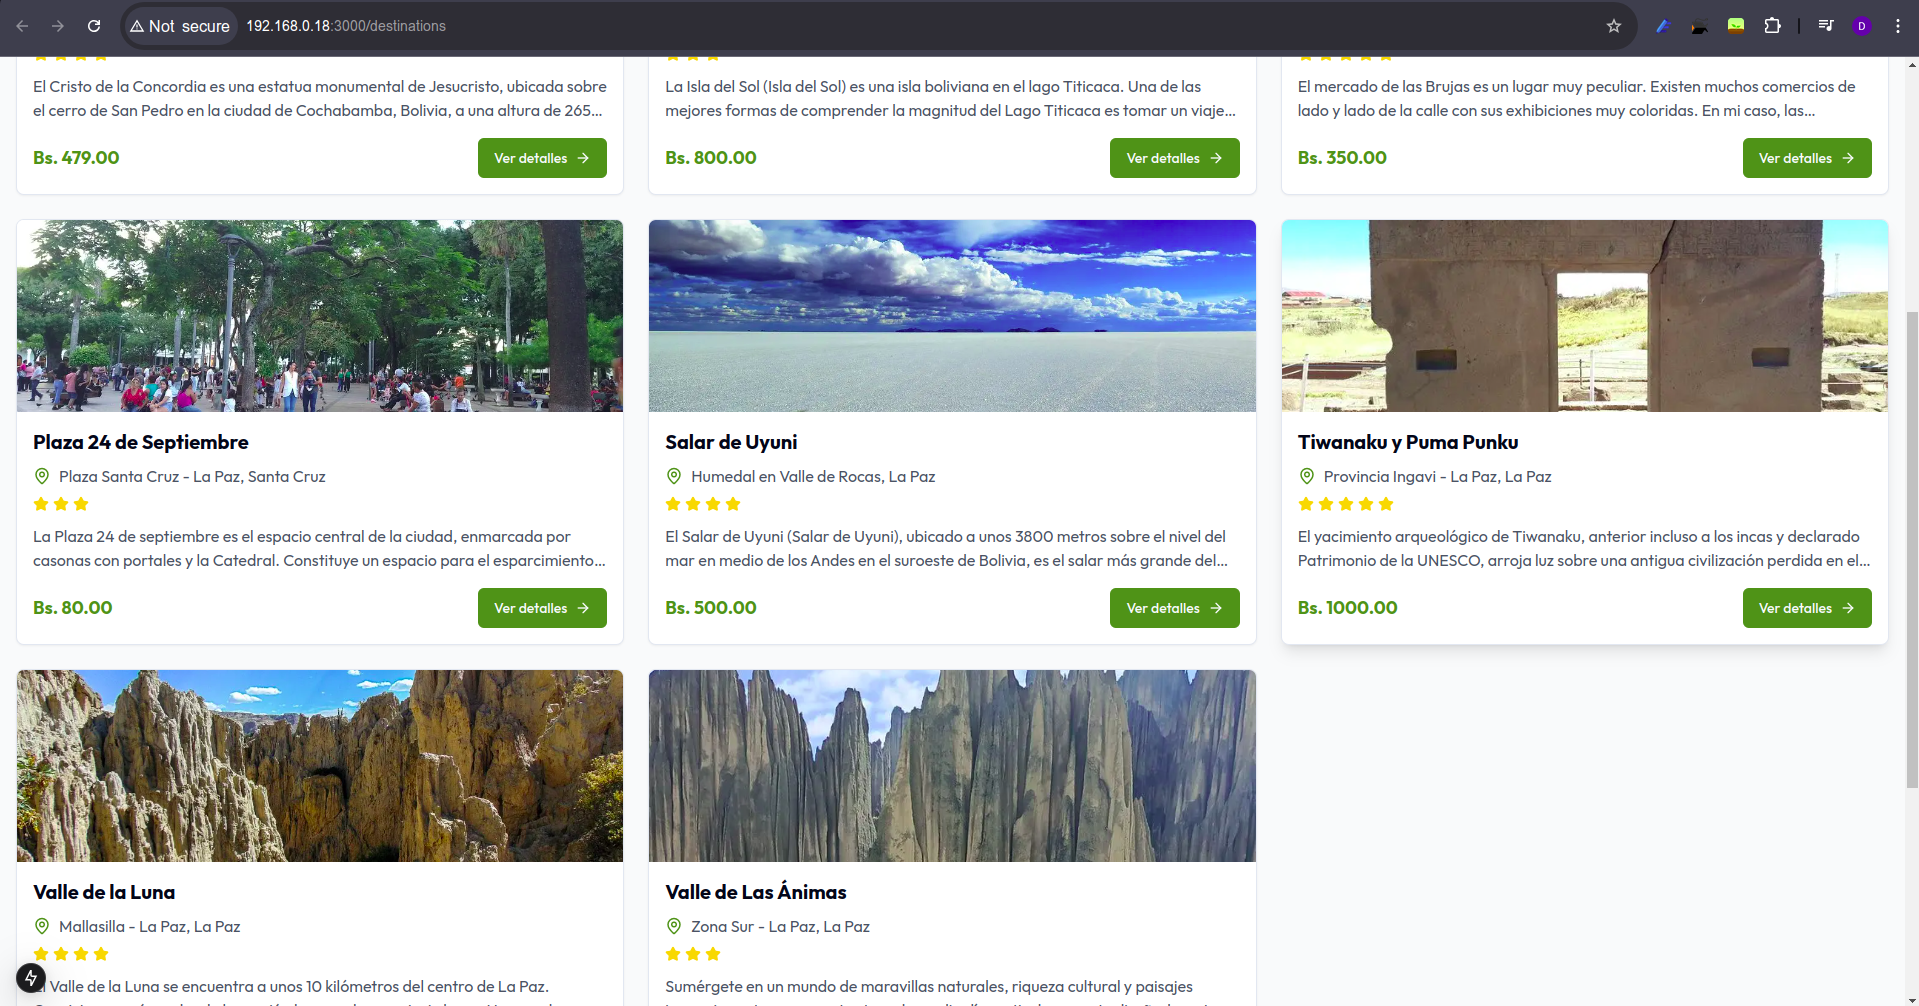 Not secure
192.168.0.18:3000/destinations
D
El Cristo de la Concordia es una estatua monumental de Jesucristo, ubicada sobre
el cerro de San Pedro en la ciudad de Cochabamba, Bolivia, a una altura de 265...
Bs. 479.00
Ver detalles
La Isla del Sol (Isla del Sol) es una isla boliviana en el lago Titicaca. Una de las
mejores formas de comprender la magnitud del Lago Titicaca es tomar un viaje...
Bs. 800.00
Ver detalles
El mercado de las Brujas es un lugar muy peculiar. Existen muchos comercios de
lado y lado de la calle con sus exhibiciones muy coloridas. En mi caso, las...
Bs. 350.00
Ver detalles
Plaza 24 de Septiembre
Plaza Santa Cruz - La Paz, Santa Cruz
La Plaza 24 de septiembre es el espacio central de la ciudad, enmarcada por
casonas con portales y la Catedral. Constituye un espacio para el esparcimiento...
Bs. 80.00
Ver detalles
Salar de Uyuni
Humedal en Valle de Rocas, La Paz
El Salar de Uyuni (Salar de Uyuni), ubicado a unos 3800 metros sobre el nivel del
mar en medio de los Andes en el suroeste de Bolivia, es el salar más grande del...
Bs. 500.00
Ver detalles
Tiwanaku y Puma Punku
Provincia Ingavi - La Paz, La Paz
El yacimiento arqueológico de Tiwanaku, anterior incluso a los incas y declarado
Patrimonio de la UNESCO, arroja luz sobre una antigua civilización perdida en el...
Bs. 1000.00
Ver detalles
Valle de la Luna
Mallasilla - La Paz, La Paz
El Valle de la Luna se encuentra a unos 10 kilómetros del centro de La Paz.
Valle de Las Ánimas
Zona Sur - La Paz, La Paz
Sumérgete en un mundo de maravillas naturales, riqueza cultural y paisajes